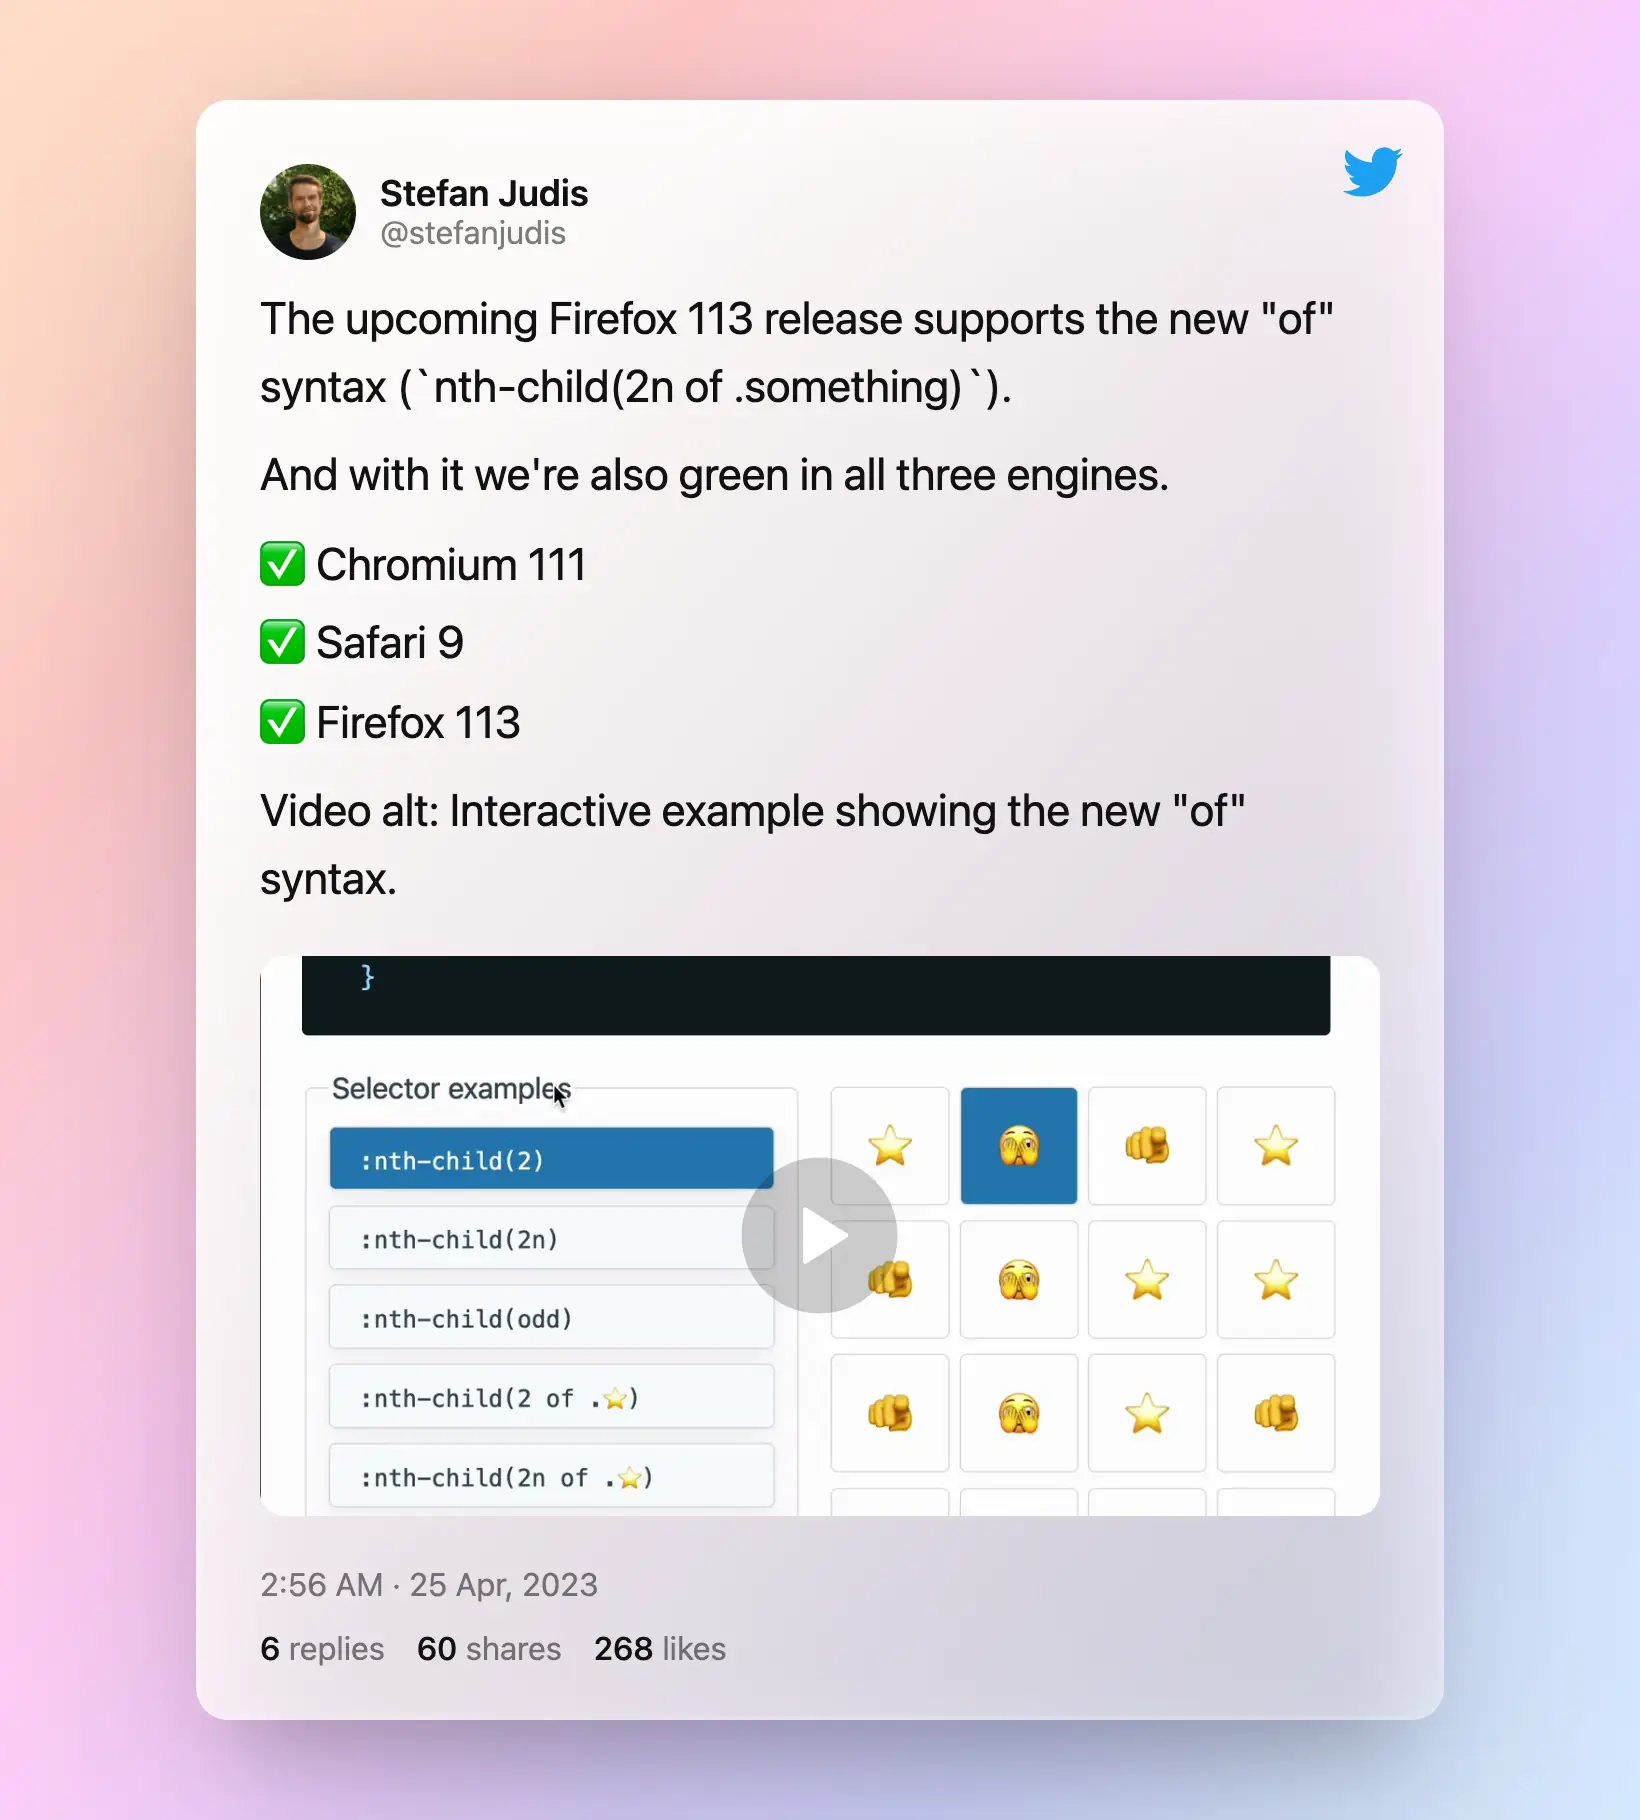 Stefan Judis
@stefanjudis
The upcoming Firefox 113 release supports the new "of"
syntax (`nth-child(2n of .something)`).
And with it we're also green in all three engines.
✅ Chromium 111
✅ Safari 9
✅ Firefox 113
Video alt: Interactive example showing the new "of"
syntax.
}
Selector examples
:nth-child(2)
:nth-child(2n)
:nth-child(odd)
:nth-child(2 of .⭐)
:nth-child(2n of .⭐)
2:56 AM · 25 Apr, 2023
6 replies 60 shares 268 likes